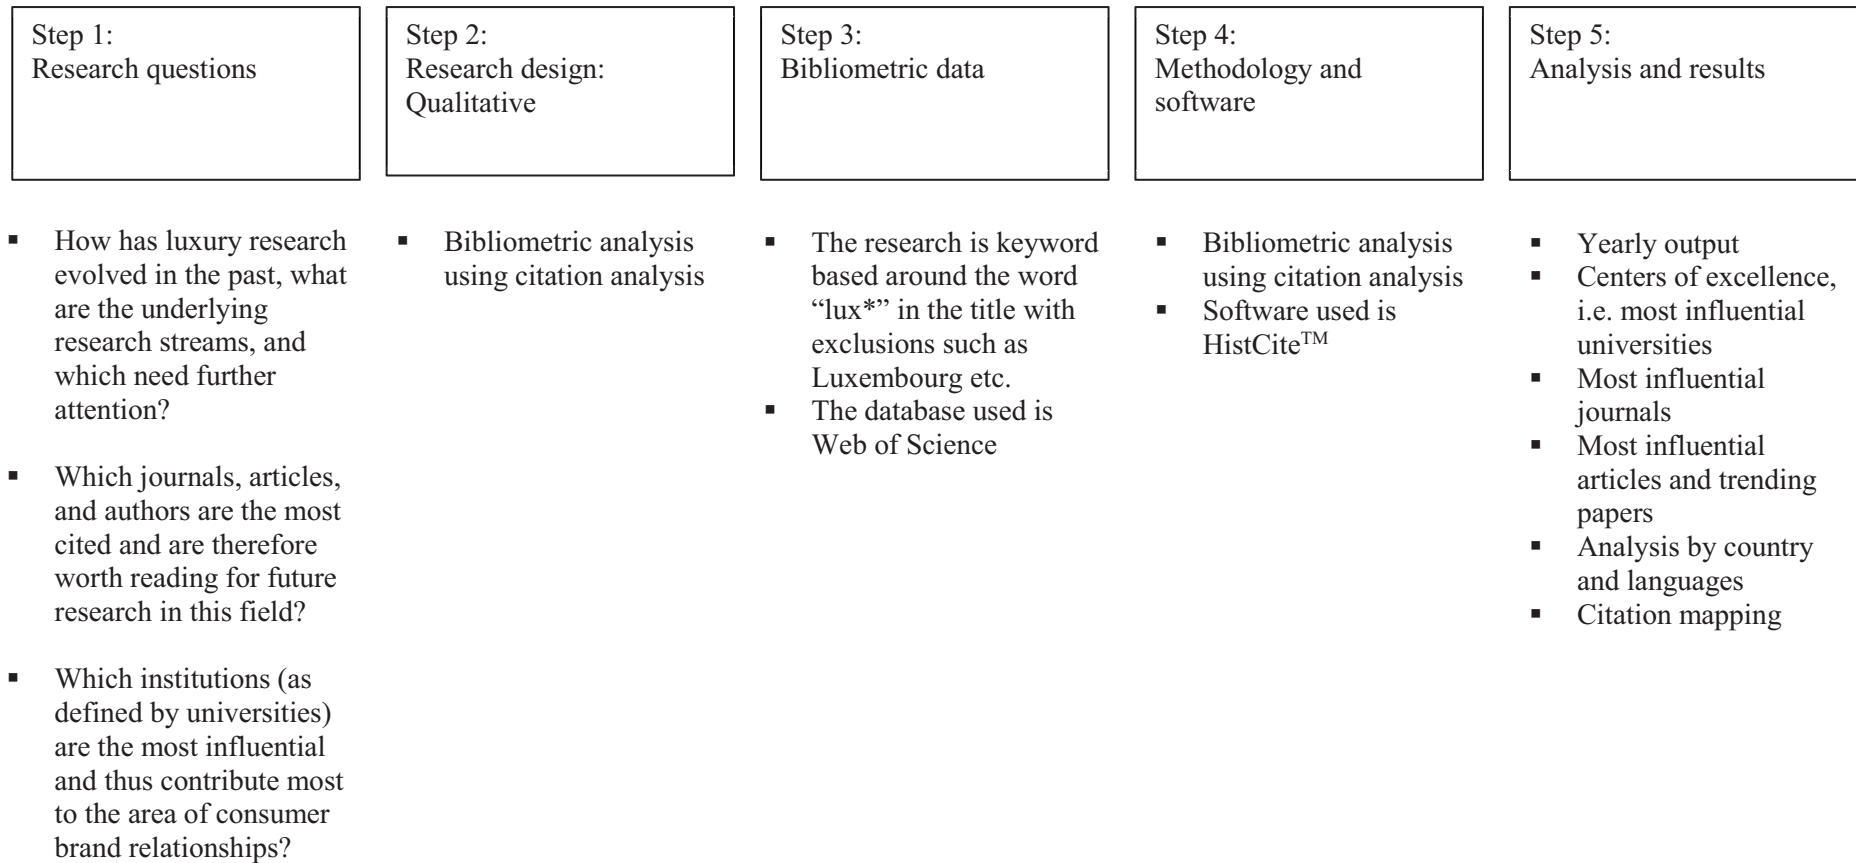 Step 1:
Research questions
Step 2:
Research design:
Qualitative
Step 3:
Bibliometric data
Step 4:
Methodology and
software
Step 5:
Analysis and results
▪ How has luxury research
evolved in the past, what
are the underlying
research streams, and
which need further
attention?
▪ Which journals, articles,
and authors are the most
cited and are therefore
worth reading for future
research in this field?
▪ Which institutions (as
defined by universities)
are the most influential
and thus contribute most
to the area of consumer
brand relationships?
▪ Bibliometric analysis
using citation analysis
▪ The research is keyword
based around the word
“lux*” in the title with
exclusions such as
Luxembourg etc.
▪ The database used is
Web of Science
▪ Bibliometric analysis
using citation analysis
▪ Software used is
HistCite™
▪ Yearly output
▪ Centers of excellence,
i.e. most influential
universities
▪ Most influential
journals
▪ Most influential
articles and trending
papers
▪ Analysis by country
and languages
▪ Citation mapping